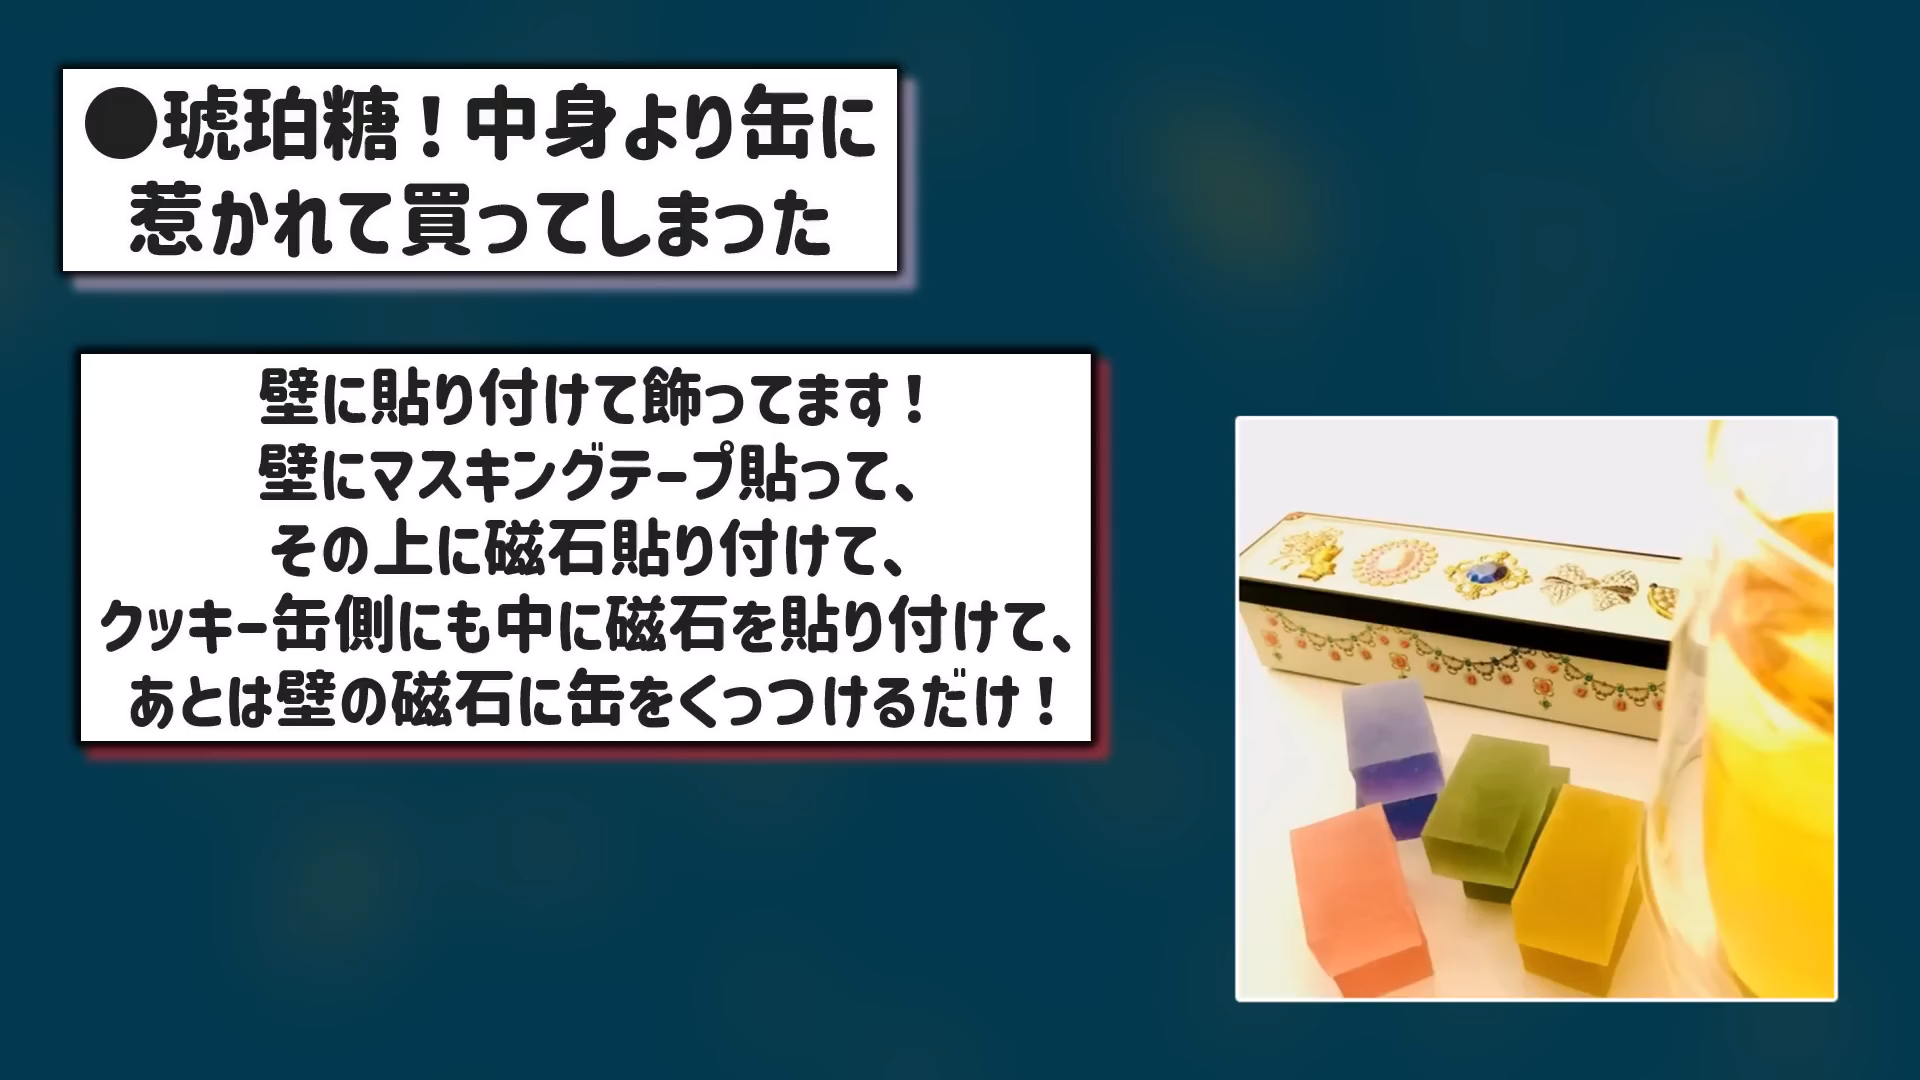 ●琥珀糖！中身より缶に
惹かれて買ってしまった
壁に貼り付けて飾ってます！
壁にマスキングテープ貼って、
その上に磁石貼り付けて、
クッキー缶側にも中に磁石を貼り付けて、
あとは壁の磁石に缶をくっつけるだけ！